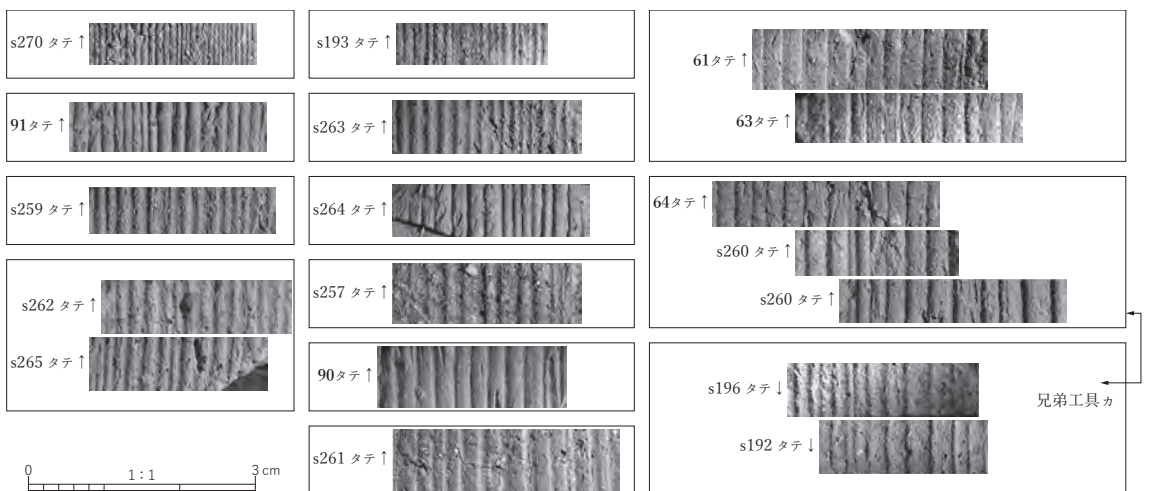 s270 タテ ↑
91タテ ↑
s259 タテ ↑
s262 タテ ↑
s265 タテ ↑
0 1 : 1 3 cm
s193 タテ ↑
s263 タテ ↑
s264 タテ ↑
s257 タテ ↑
90タテ ↑
s261 タテ ↑
61タテ ↑
63タテ ↑
64タテ ↑
s260 タテ ↑
s260 タテ ↑
s196 タテ ↓
s192 タテ ↓
兄弟工具ヵ